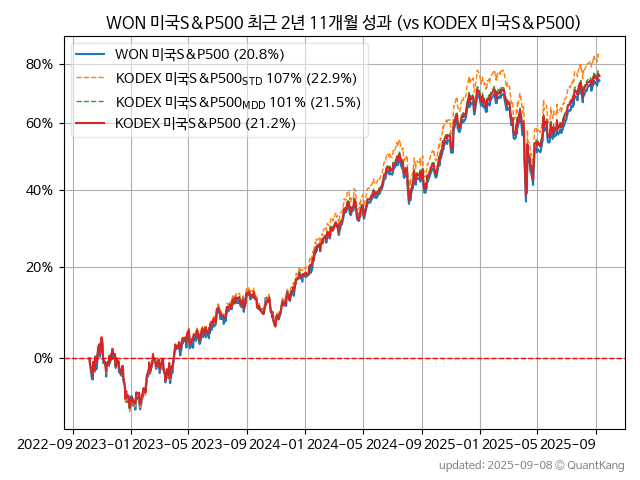 WON 미국S&P500 최근 2년 11개월 성과 (vs KODEX 미국S&P500)
WON 미국S&P500 (20.8%)
KODEX 미국S&P500STD 107% (22.9%)
KODEX 미국S&P500MDD 101% (21.5%)
KODEX 미국S&P500 (21.2%)
80%
60%
40%
20%
0%
2022-09 2023-01 2023-05 2023-09 2024-01 2024-05 2024-09 2025-01 2025-05 2025-09
updated: 2025-09-08 © QuantKang